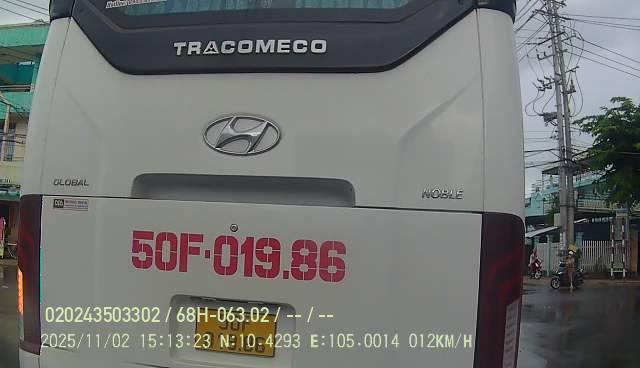 TRACOMECO
GLOBAL
NOBLE
50F-019.86
020243503302 / 68H-063.02 / -- / --
50F
2025/11/02 15:13:23 N:10.4293 E:105.0014 012KM/H